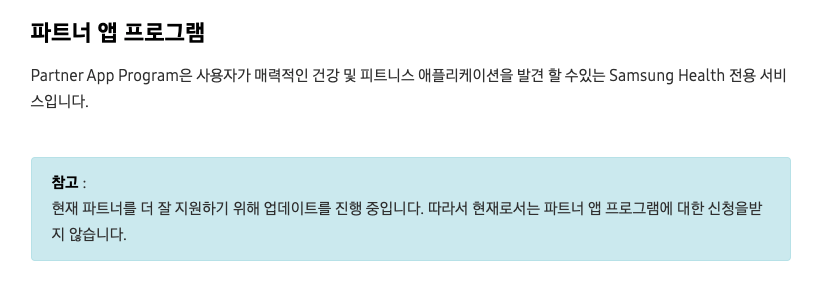 파트너 앱 프로그램
Partner App Program은 사용자가 매력적인 건강 및 피트니스 애플리케이션을 발견 할 수있는 Samsung Health 전용 서비
스입니다.
참고 :
현재 파트너를 더 잘 지원하기 위해 업데이트를 진행 중입니다. 따라서 현재로서는 파트너 앱 프로그램에 대한 신청을받
지 않습니다.